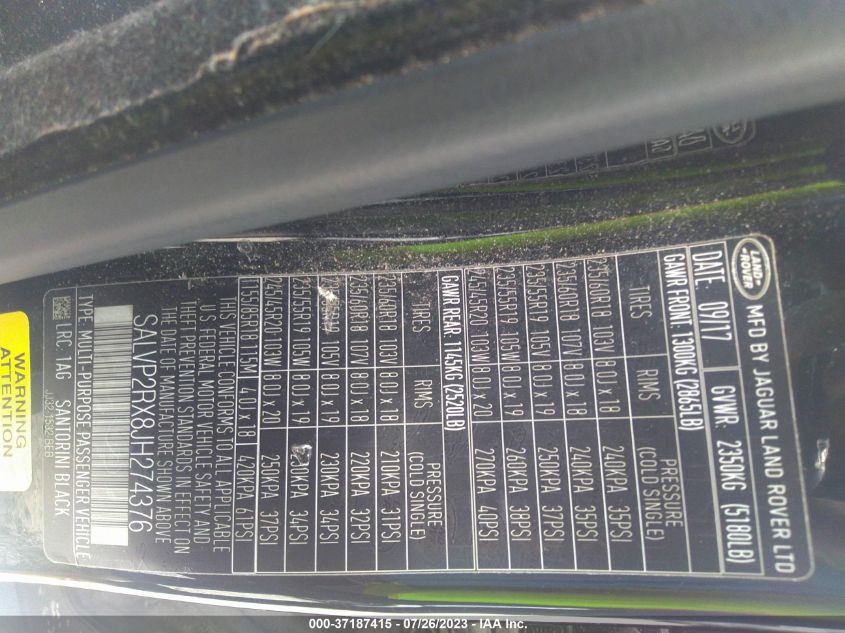 LAND ROVER
MFD BY JAGUAR LAND ROVER LTD
DATE: 09/17 GVWR: 2350KG (5180LB)
GAWR FRONT: 1300KG (2865LB)
TIRES RIMS PRESSURE (COLD SINGLE)
235/60R18 103V 8.0J x 18 240KPA 35PSI
235/60R18 107V 8.0J x 18 240KPA 35PSI
235/55R19 105V 8.0J x 19 250KPA 37PSI
235/55R19 105W 8.0J x 19 260KPA 38PSI
245/45R20 103W 8.0J x 20 270KPA 40PSI
GAWR REAR: 1145KG (2520LB)
TIRES RIMS PRESSURE (COLD SINGLE)
235/60R18 103V 8.0J x 18 210KPA 31PSI
235/60R18 107V 8.0J x 18 220KPA 32PSI
8.0J x 19 230KPA 34PSI
235/55R19 105W 8.0J x 19 34PSI
245/45R20 103W 8.0J x 20 250KPA 37PSI
4.0J x 18 420KPA 61PSI
THIS VEHICLE CONFORMS TO ALL APPLICABLE
U.S FEDERAL MOTOR VEHICLE SAFETY AND
THEFT PREVENTION STANDARDS IN EFFECT ON
THE DATE OF MANUFACTURE SHOWN ABOVE
SALVP2RX8JH274376
TYPE: MULTI-PURPOSE PASSENGER VEHICLE
LRC 1AG SANTORNI BLACK
WARNING
ATTENTION
000-37187415 - 07/26/2023 - IAA Inc.